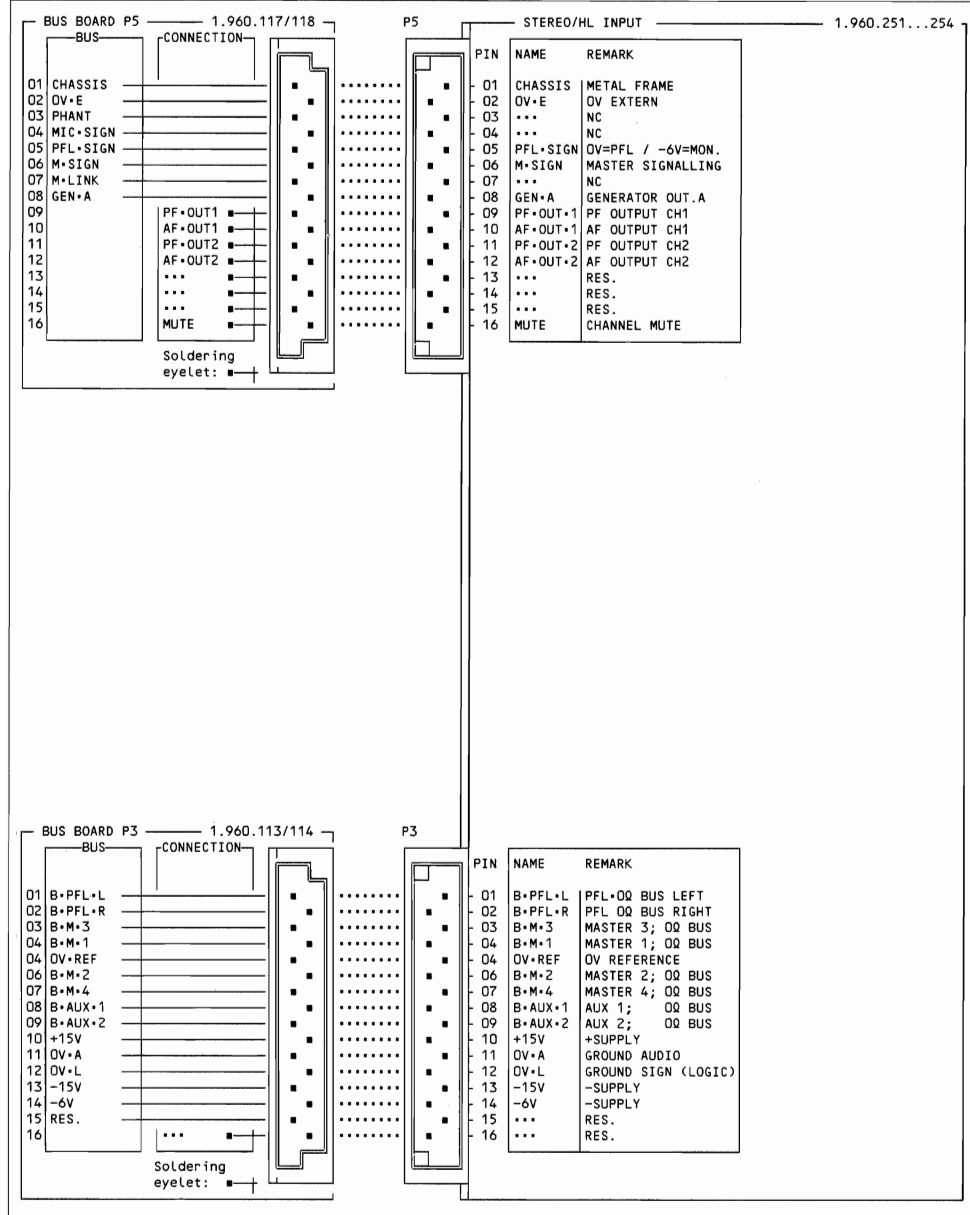 BUS BOARD P5 1.960.117/118 P5 STEREO/HL INPUT 1.960.251...254
BUS CONNECTION
PIN NAME REMARK
01 CHASSIS 01 CHASSIS METAL FRAME
02 0V•E 02 0V•E 0V EXTERN
03 PHANT 03 ••• NC
04 MIC•SIGN 04 ••• NC
05 PFL•SIGN 05 PFL•SIGN 0V=PFL / -6V=MON.
06 M•SIGN 06 M•SIGN MASTER SIGNALLING
07 M•LINK 07 ••• NC
08 GEN•A 08 GEN•A GENERATOR OUT.A
09 PF•OUT1 09 PF•OUT•1 PF OUTPUT CH1
10 AF•OUT1 10 AF•OUT•1 AF OUTPUT CH1
11 PF•OUT2 11 PF•OUT•2 PF OUTPUT CH2
12 AF•OUT2 12 AF•OUT•2 AF OUTPUT CH2
13 ••• 13 ••• RES.
14 ••• 14 ••• RES.
15 ••• 15 ••• RES.
16 MUTE 16 MUTE CHANNEL MUTE
Soldering
eyelet:
BUS BOARD P3 1.960.113/114 P3
BUS CONNECTION
PIN NAME REMARK
01 B•PFL•L 01 B•PFL•L PFL•0Ω BUS LEFT
02 B•PFL•R 02 B•PFL•R PFL 0Ω BUS RIGHT
03 B•M•3 03 B•M•3 MASTER 3; 0Ω BUS
04 B•M•1 04 B•M•1 MASTER 1; 0Ω BUS
04 0V•REF 04 0V•REF 0V REFERENCE
06 B•M•2 06 B•M•2 MASTER 2; 0Ω BUS
07 B•M•4 07 B•M•4 MASTER 4; 0Ω BUS
08 B•AUX•1 08 B•AUX•1 AUX 1; 0Ω BUS
09 B•AUX•2 09 B•AUX•2 AUX 2; 0Ω BUS
10 +15V 10 +15V +SUPPLY
11 0V•A 11 0V•A GROUND AUDIO
12 0V•L 12 0V•L GROUND SIGN (LOGIC)
13 -15V 13 -15V -SUPPLY
14 -6V 14 -6V -SUPPLY
15 RES. 15 ••• RES.
16 ••• 16 ••• RES.
Soldering
eyelet: